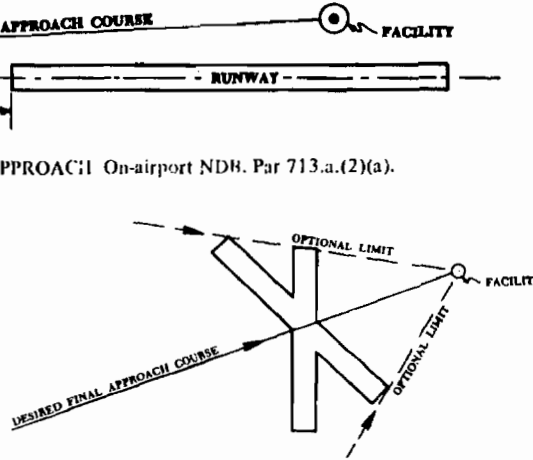 APPROACH COURSE
FACILITY
RUNWAY
PPROACH On-airport NDB. Par 713.a.(2)(a).
OPTIONAL LIMIT
FACILIT
OPTIONAL LIMIT
DESIRED FINAL APPROACH COURSE